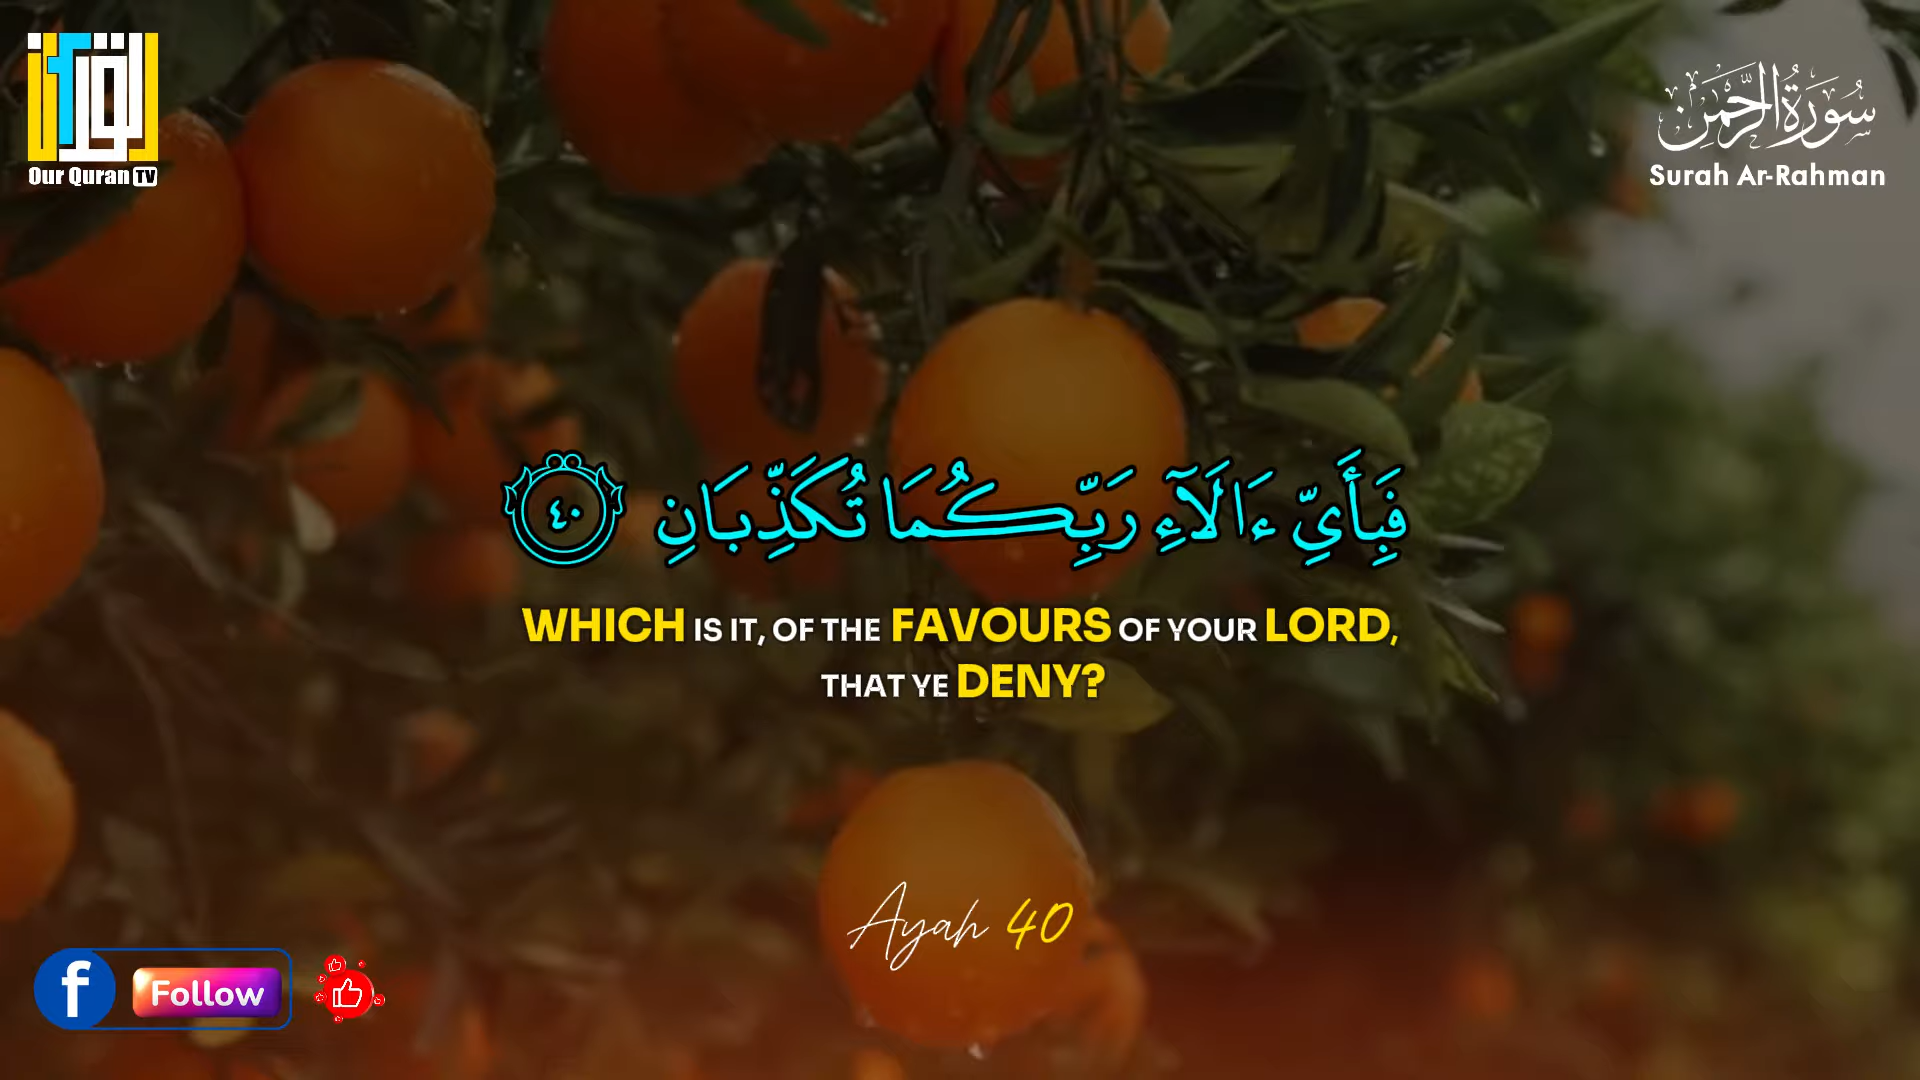 القرآن
Our Quran TV
سُورَةُ الرَّحْمَٰن
Surah Ar-Rahman
فَبِأَيِّ ءَالَآءِ رَبِّكُمَا تُكَذِّبَانِ ٤٠
WHICH IS IT, OF THE FAVOURS OF YOUR LORD,
THAT YE DENY?
Ayah 40
f Follow